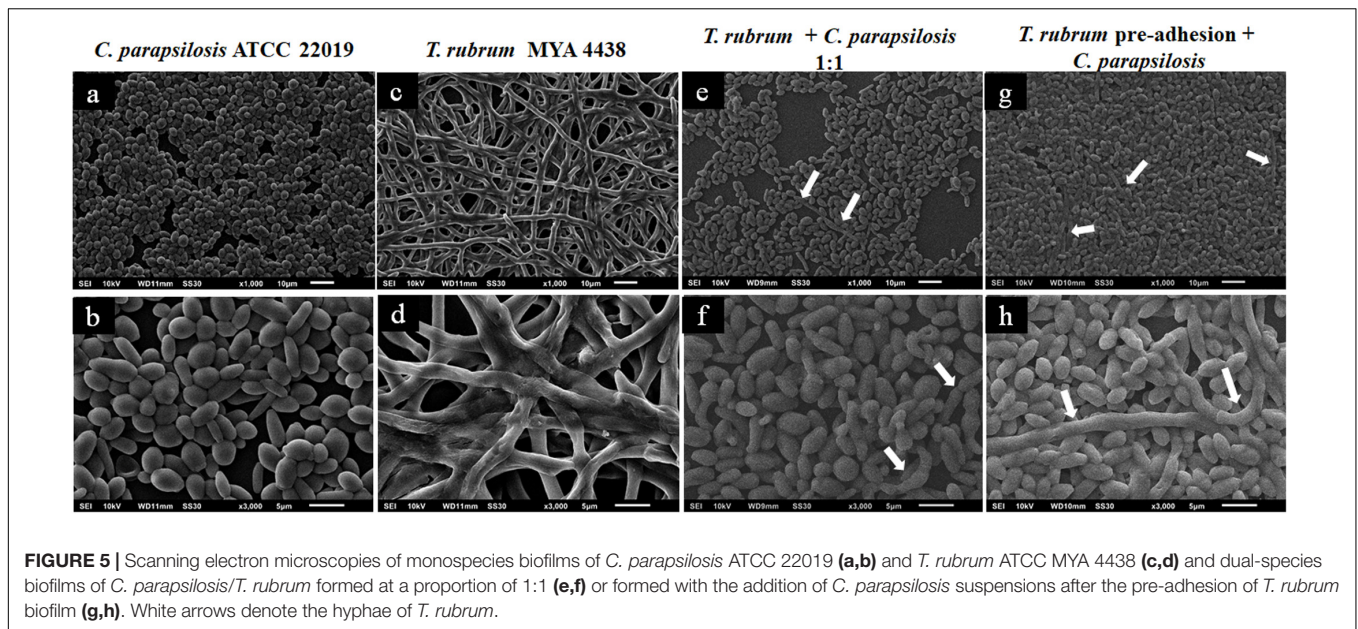 C. parapsilosis ATCC 22019
T. rubrum MYA 4438
T. rubrum + C. parapsilosis
1:1
T. rubrum pre-adhesion +
C. parapsilosis
a
c
e
g
SEI 10kV WD11mm SS30 x1,000 10µm
SEI 10kV WD11mm SS30 x1,000 10µm
SEI 10kV WD9mm SS30 x1,000 10µm
SEI 10kV WD10mm SS30 x1,000 10µm
b
d
f
h
SEI 10kV WD11mm SS30 x3,000 5µm
SEI 10kV WD11mm SS30 x3,000 5µm
SEI 10kV WD9mm SS30 x3,000 5µm
SEI 10kV WD10mm SS30 x3,000 5µm
FIGURE 5 | Scanning electron microscopies of monospecies biofilms of C. parapsilosis ATCC 22019 (a,b) and T. rubrum ATCC MYA 4438 (c,d) and dual-species
biofilms of C. parapsilosis/T. rubrum formed at a proportion of 1:1 (e,f) or formed with the addition of C. parapsilosis suspensions after the pre-adhesion of T. rubrum
biofilm (g,h). White arrows denote the hyphae of T. rubrum.